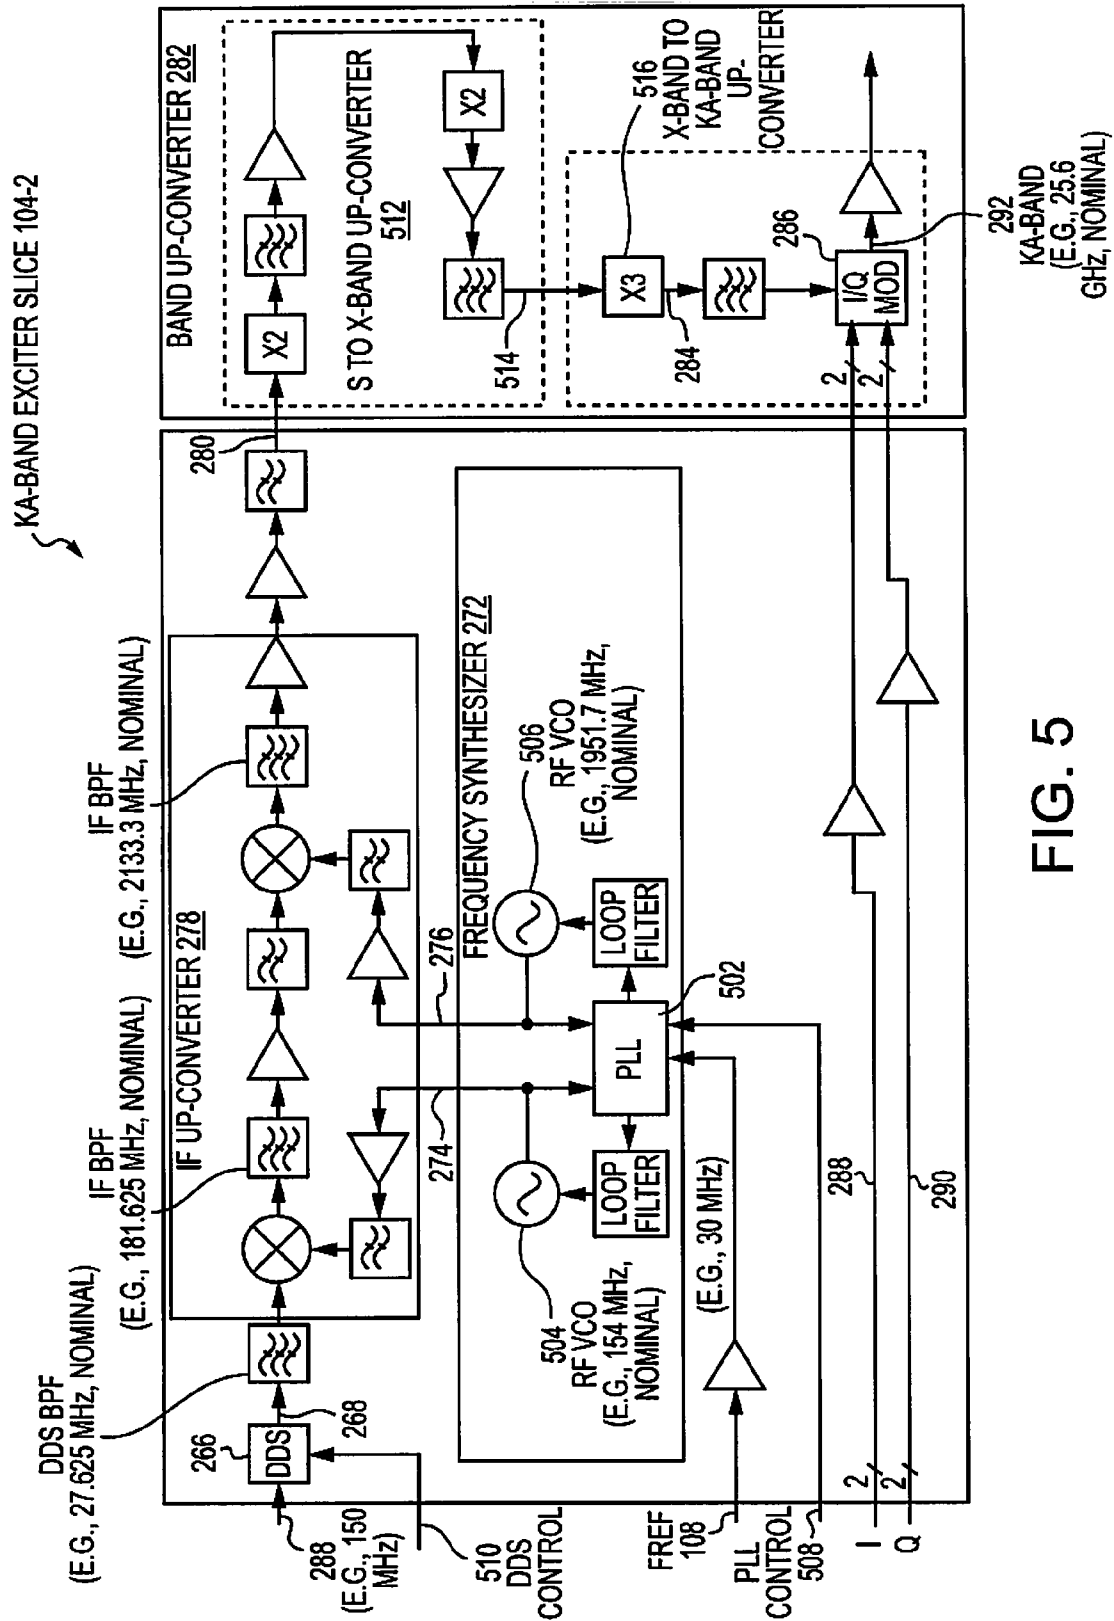 KA-BAND EXCITER SLICE 104-2
DDS BPF
(E.G., 27.625 MHz, NOMINAL)
IF BPF
(E.G., 181.625 MHz, NOMINAL)
IF BPF
(E.G., 2133.3 MHz, NOMINAL)
IF UP-CONVERTER 278
266
DDS
268
288
(E.G., 150
MHz)
510
DDS
CONTROL
280
BAND UP-CONVERTER 282
X2
X2
S TO X-BAND UP-CONVERTER
512
514
274
276
FREQUENCY SYNTHESIZER 272
504
RF VCO
(E.G., 154 MHz,
NOMINAL)
506
RF VCO
(E.G., 1951.7 MHz,
NOMINAL)
LOOP
FILTER
PLL
502
LOOP
FILTER
516
X-BAND TO
KA-BAND
UP-
CONVERTER
X3
284
286
I/Q
MOD
2
2
292
KA-BAND
(E.G., 25.6
GHz, NOMINAL)
FREF
108
(E.G., 30 MHz)
PLL
CONTROL
508
I
2
288
Q
2
290
FIG. 5